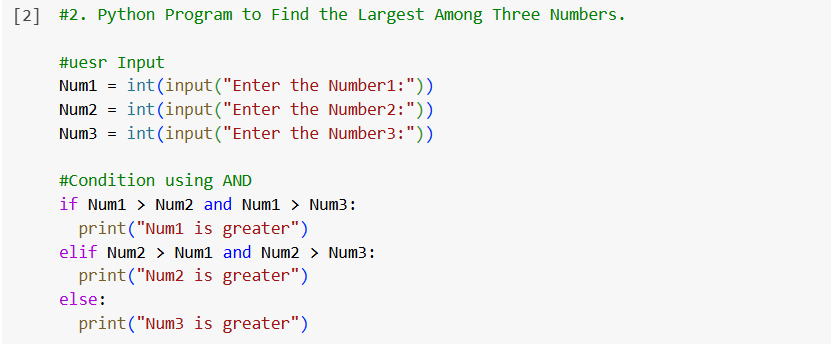 [2] #2. Python Program to Find the Largest Among Three Numbers.
#uesr Input
Num1 = int(input("Enter the Number1:"))
Num2 = int(input("Enter the Number2:"))
Num3 = int(input("Enter the Number3:"))
#Condition using AND
if Num1 > Num2 and Num1 > Num3:
  print("Num1 is greater")
elif Num2 > Num1 and Num2 > Num3:
  print("Num2 is greater")
else:
  print("Num3 is greater")